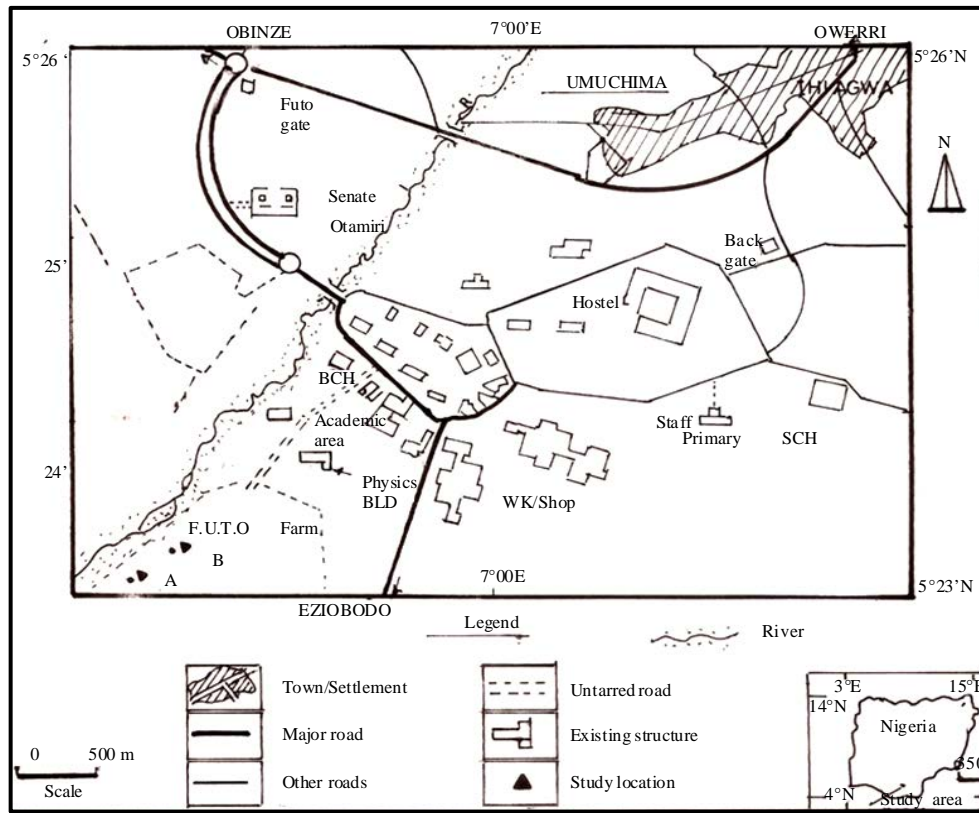 OBINZE
7°00'E
OWERRI
5°26 '
5°26'N
UMUCHIMA
IHIAGWA
Futo
gate
N
Senate
Otamiri
Back
gate
25'
Hostel
BCH
Academic
area
Staff
Primary
SCH
24'
Physics
BLD
WK/Shop
F.U.T.O
Farm
B
A
7°00'E
5°23'N
EZIOBODO
Legend
River
Town/Settlement
Untarred road
3°E
15°E
14°N
Nigeria
Major road
Existing structure
0 500 m
Scale
Other roads
Study location
4°N
Study area